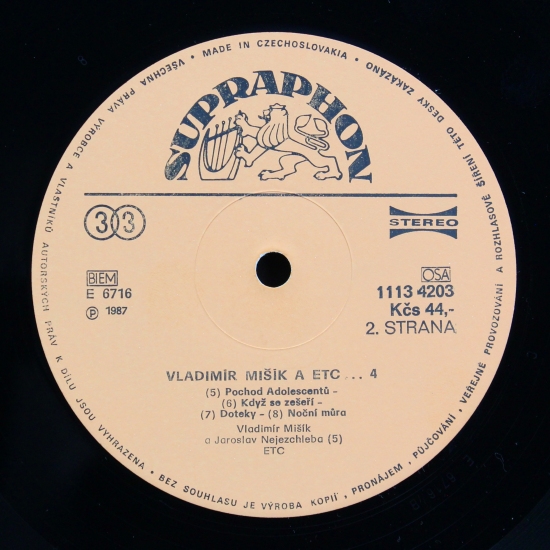 • MADE IN CZECHOSLOVAKIA •
VŠECHNA PRÁVA VÝROBCE A VLASTNÍKŮ AUTORSKÝCH PRÁV K DÍLU JSOU VYHRAZENA • BEZ SOUHLASU JE VÝROBA KOPIÍ, PRONÁJEM, PŮJČOVÁNÍ, VEŘEJNÉ PROVOZOVÁNÍ A ROZHLASOVÉ ŠÍŘENÍ TÉTO DESKY ZAKÁZÁNO
SUPRAPHON
33
STEREO
BIEM
E 6716
Ⓟ 1987
OSA
1113 4203
Kčs 44,-
2. STRANA
VLADIMÍR MIŠÍK A ETC ... 4
(5) Pochod Adolescentů –
(6) Když se zešeří –
(7) Doteky – (8) Noční můra
Vladimír Mišík
a Jaroslav Nejezchleba (5)
ETC